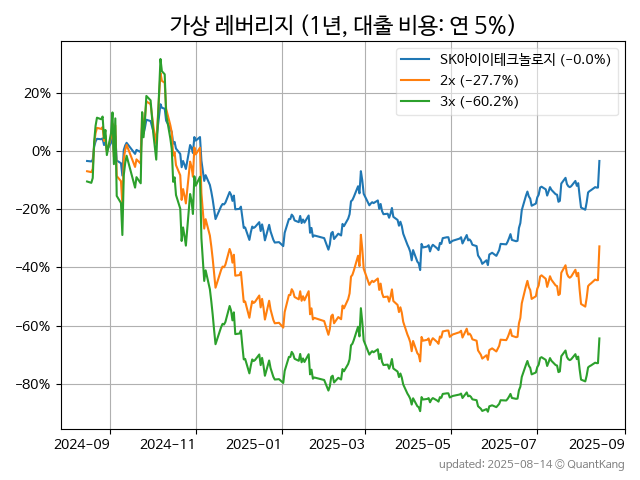 가상 레버리지 (1년, 대출 비용: 연 5%)
SK아이이테크놀로지 (−0.0%)
2x (−27.7%)
3x (−60.2%)
20%
0%
−20%
−40%
−60%
−80%
2024-09 2024-11 2025-01 2025-03 2025-05 2025-07 2025-09
updated: 2025-08-14 © QuantKang